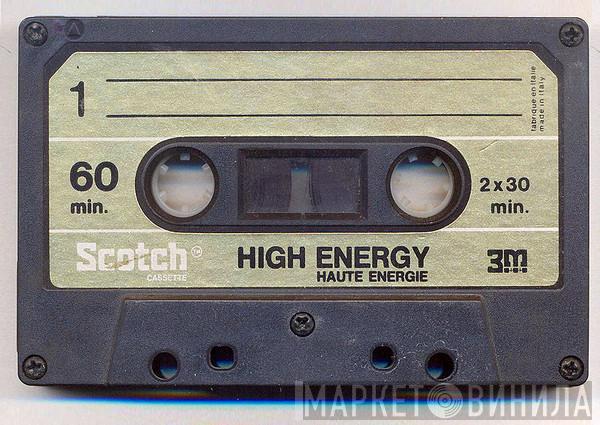 1
fabriqué en Italie
made in Italy
60 min.
2x30 min.
Scotch™
CASSETTE
HIGH ENERGY
HAUTE ENERGIE
3M
A
МАРКЕТ ВИНИЛА